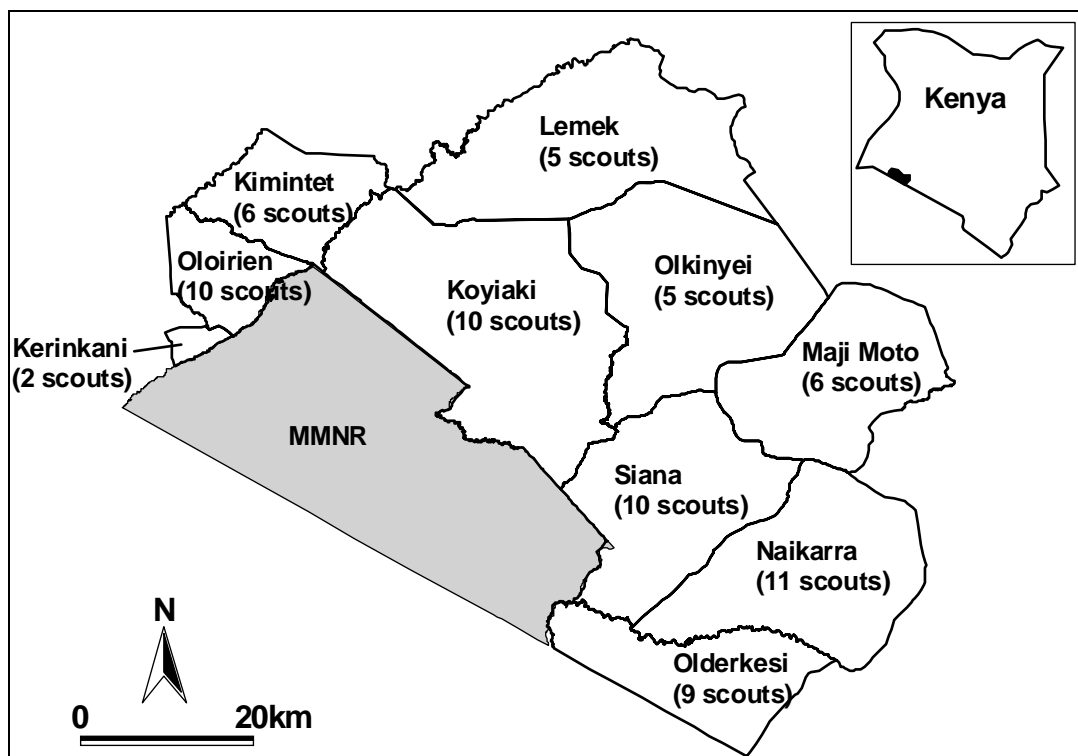 Kenya
Lemek
(5 scouts)
Kimintet
(6 scouts)
Oloirien
(10 scouts)
Koyiaki
(10 scouts)
Olkinyei
(5 scouts)
Kerinkani
(2 scouts)
Maji Moto
(6 scouts)
MMNR
Siana
(10 scouts)
Naikarra
(11 scouts)
Olderkesi
(9 scouts)
N
0 20km